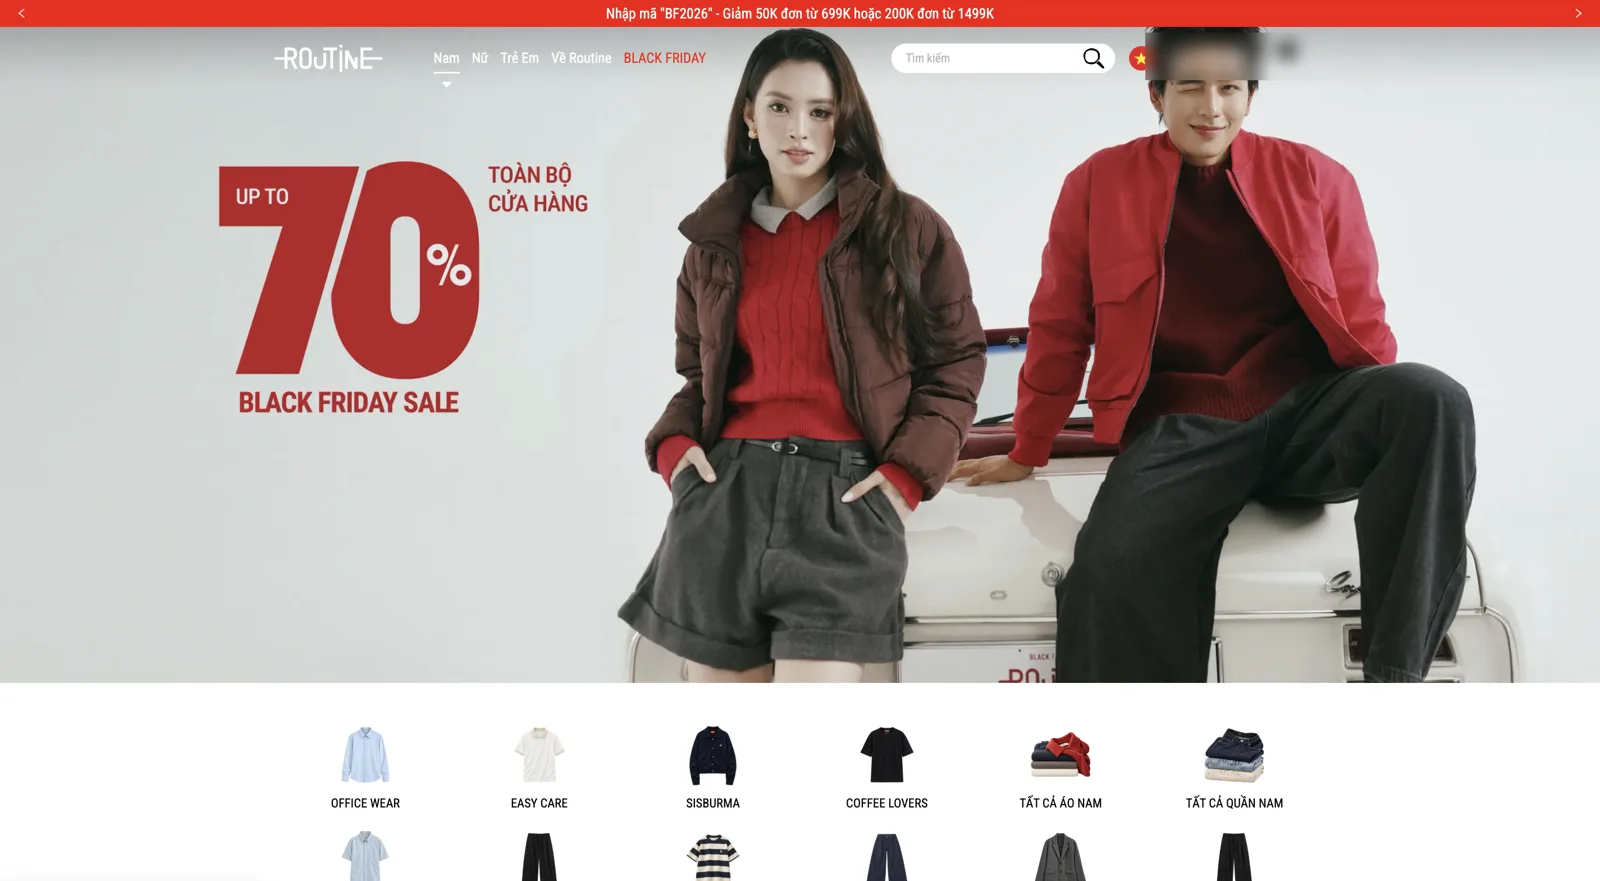 Nhập mã "BF2026" - Giảm 50K đơn từ 699K hoặc 200K đơn từ 1499K
ROUTINE
Nam Nữ Trẻ Em Về Routine BLACK FRIDAY
Tìm kiếm
UP TO
70%
TOÀN BỘ
CỬA HÀNG
BLACK FRIDAY SALE
BLACK F
OFFICE WEAR
EASY CARE
SISBURMA
COFFEE LOVERS
TẤT CẢ ÁO NAM
TẤT CẢ QUẦN NAM